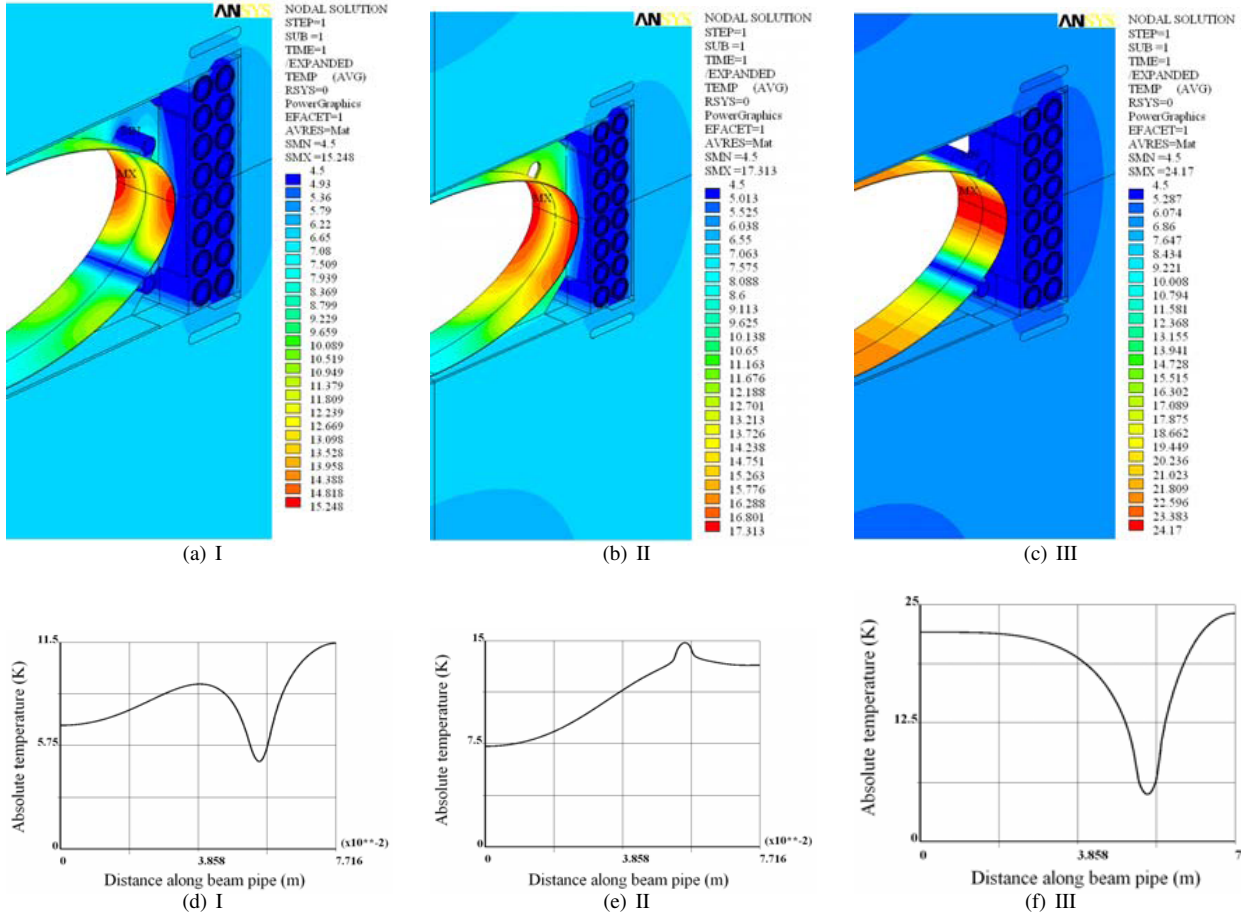 ANSYS
NODAL SOLUTION
STEP=1
SUB =1
TIME=1
/EXPANDED
TEMP (AVG)
RSYS=0
PowerGraphics
EFACET=1
AVRES=Mat
SMN =4.5
SMX =15.248
4.5
4.93
5.36
5.79
6.22
6.65
7.08
7.509
7.939
8.369
8.799
9.229
9.659
10.089
10.519
10.949
11.379
11.809
12.239
12.669
13.098
13.528
13.958
14.388
14.818
15.248
MX
(a) I
ANSYS
NODAL SOLUTION
STEP=1
SUB =1
TIME=1
/EXPANDED
TEMP (AVG)
RSYS=0
PowerGraphics
EFACET=1
AVRES=Mat
SMN =4.5
SMX =17.313
4.5
5.013
5.525
6.038
6.55
7.063
7.575
8.088
8.6
9.113
9.625
10.138
10.65
11.163
11.676
12.188
12.701
13.213
13.726
14.238
14.751
15.263
15.776
16.288
16.801
17.313
MX
(b) II
ANSYS
NODAL SOLUTION
STEP=1
SUB =1
TIME=1
/EXPANDED
TEMP (AVG)
RSYS=0
PowerGraphics
EFACET=1
AVRES=Mat
SMN =4.5
SMX =24.17
4.5
5.287
6.074
6.86
7.647
8.434
9.221
10.008
10.794
11.581
12.368
13.155
13.941
14.728
15.515
16.302
17.089
17.875
18.662
19.449
20.236
21.023
21.809
22.596
23.383
24.17
MX
(c) III
Absolute temperature (K)
11.5
5.75
0
(x10**-2)
0 3.858 7.716
Distance along beam pipe (m)
(d) I
Absolute temperature (K)
15
7.5
0
(x10**-2)
0 3.858 7.716
Distance along beam pipe (m)
(e) II
Absolute temperature (K)
25
12.5
0
0 3.858 7
Distance along beam pipe (m)
(f) III